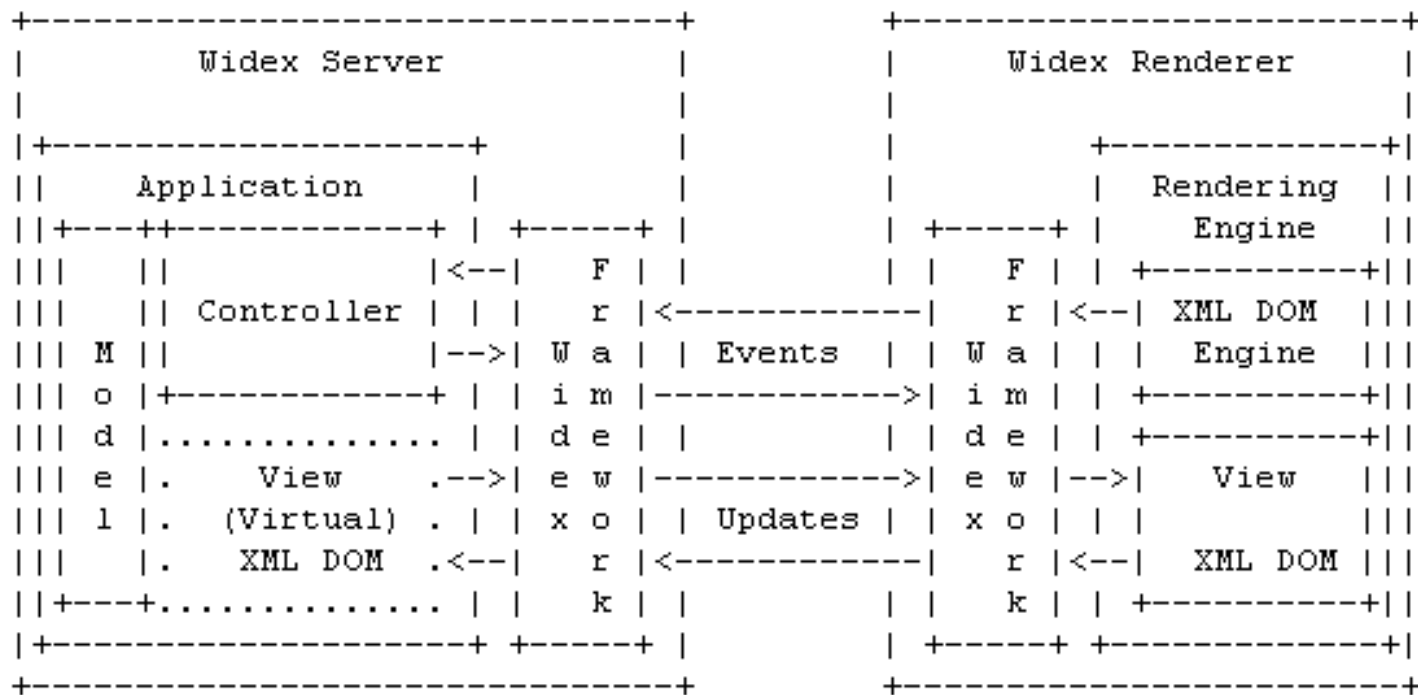 Widex Server
Widex Renderer
Application
Rendering
Engine
Controller
Model
View
(Virtual)
XML DOM
Widex
Framework
Events
Updates
Widex
Framework
XML DOM
Engine
View
XML DOM